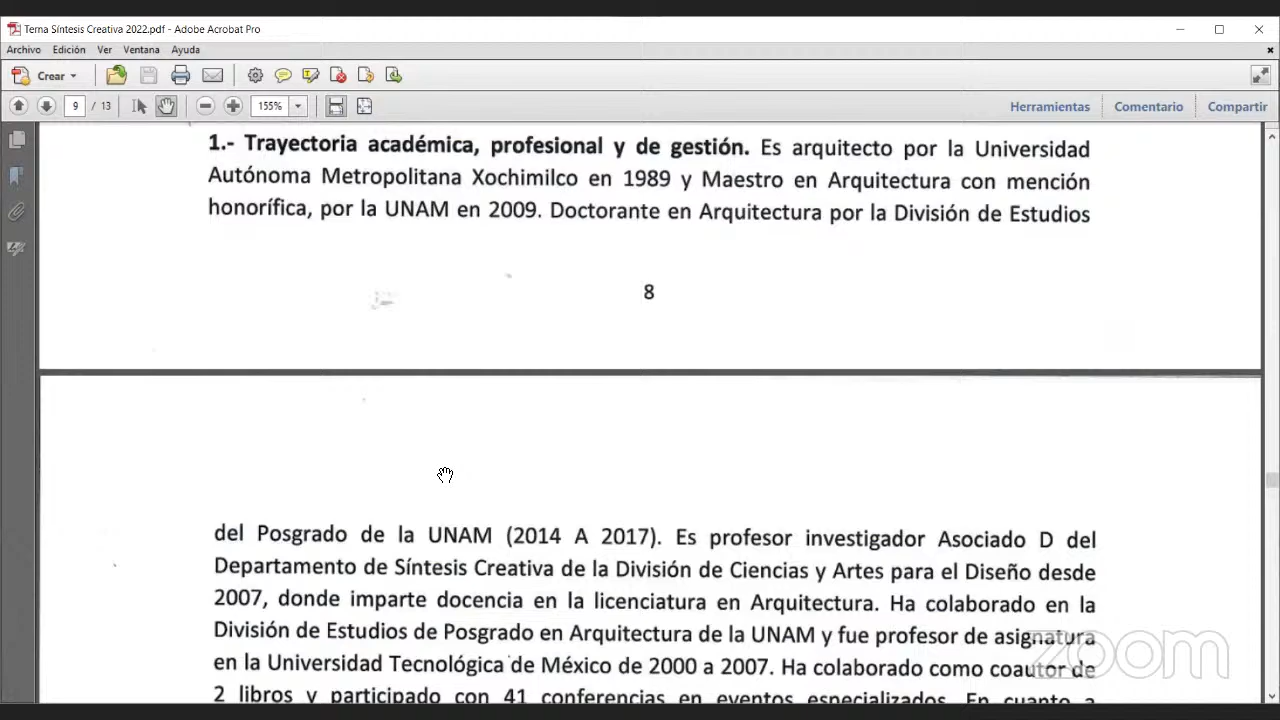 Terna Síntesis Creativa 2022.pdf - Adobe Acrobat Pro
Archivo Edición Ver Ventana Ayuda
Crear
9 / 13 155% Herramientas Comentario Compartir
1.- Trayectoria académica, profesional y de gestión. Es arquitecto por la Universidad
Autónoma Metropolitana Xochimilco en 1989 y Maestro en Arquitectura con mención
honorífica, por la UNAM en 2009. Doctorante en Arquitectura por la División de Estudios
8
del Posgrado de la UNAM (2014 A 2017). Es profesor investigador Asociado D del
Departamento de Síntesis Creativa de la División de Ciencias y Artes para el Diseño desde
2007, donde imparte docencia en la licenciatura en Arquitectura. Ha colaborado en la
División de Estudios de Posgrado en Arquitectura de la UNAM y fue profesor de asignatura
en la Universidad Tecnológica de México de 2000 a 2007. Ha colaborado como coautor de
2 libros y participado con 41 conferencias en eventos especializados. En cuanto a
zoom